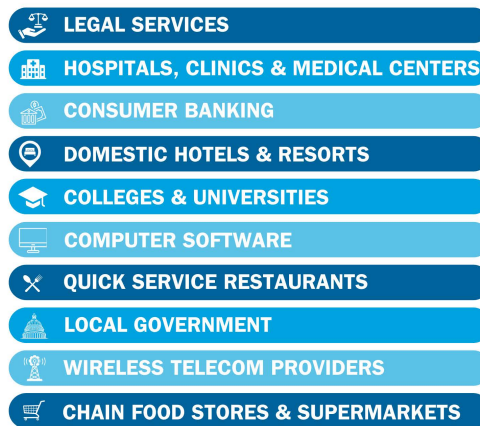 LEGAL SERVICES
HOSPITALS, CLINICS & MEDICAL CENTERS
CONSUMER BANKING
DOMESTIC HOTELS & RESORTS
COLLEGES & UNIVERSITIES
COMPUTER SOFTWARE
QUICK SERVICE RESTAURANTS
LOCAL GOVERNMENT
WIRELESS TELECOM PROVIDERS
CHAIN FOOD STORES & SUPERMARKETS